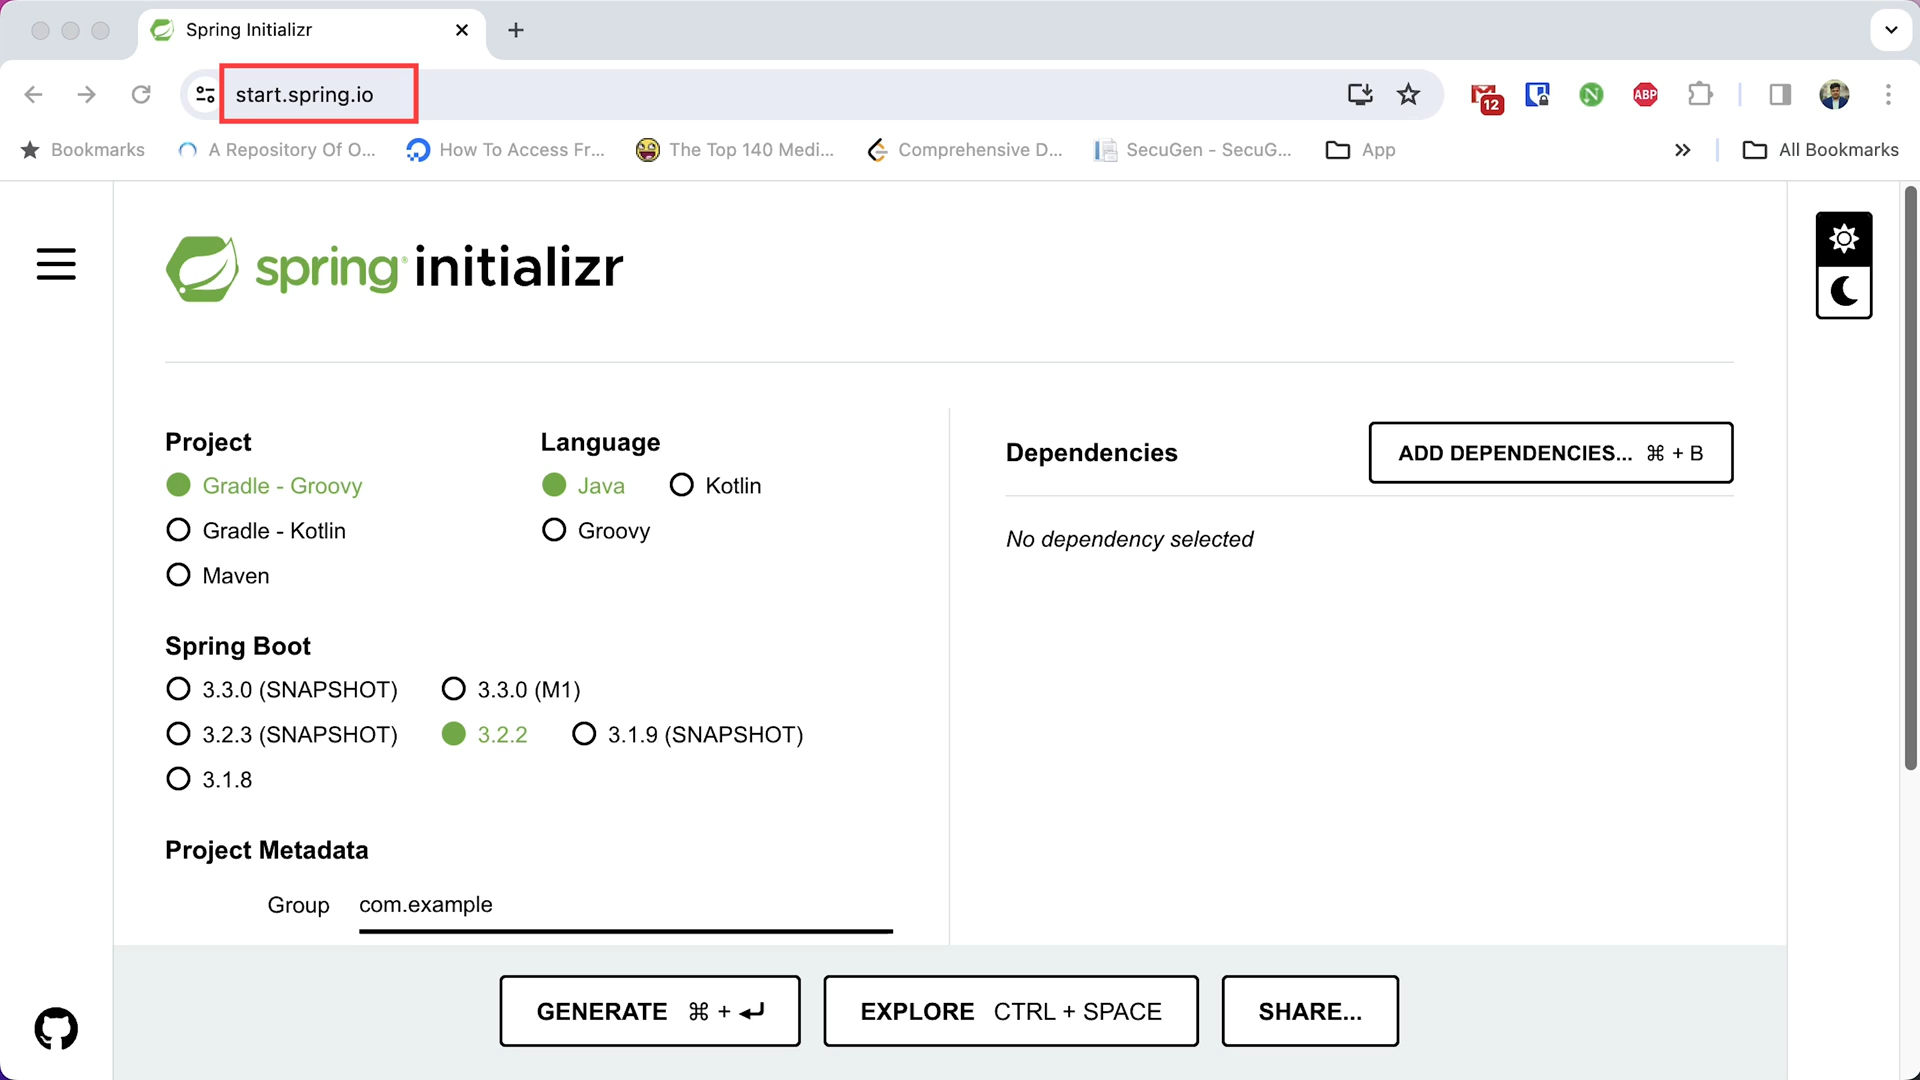 Spring Initializr
start.spring.io
12
N
ABP
Bookmarks
A Repository Of O...
How To Access Fr...
The Top 140 Medi...
Comprehensive D...
SecuGen - SecuG...
App
All Bookmarks
spring initializr
Project
Gradle - Groovy
Gradle - Kotlin
Maven
Language
Java
Kotlin
Groovy
Spring Boot
3.3.0 (SNAPSHOT)
3.3.0 (M1)
3.2.3 (SNAPSHOT)
3.2.2
3.1.9 (SNAPSHOT)
3.1.8
Project Metadata
Group com.example
Dependencies
ADD DEPENDENCIES... ⌘ + B
No dependency selected
GENERATE ⌘ + ↵
EXPLORE CTRL + SPACE
SHARE...